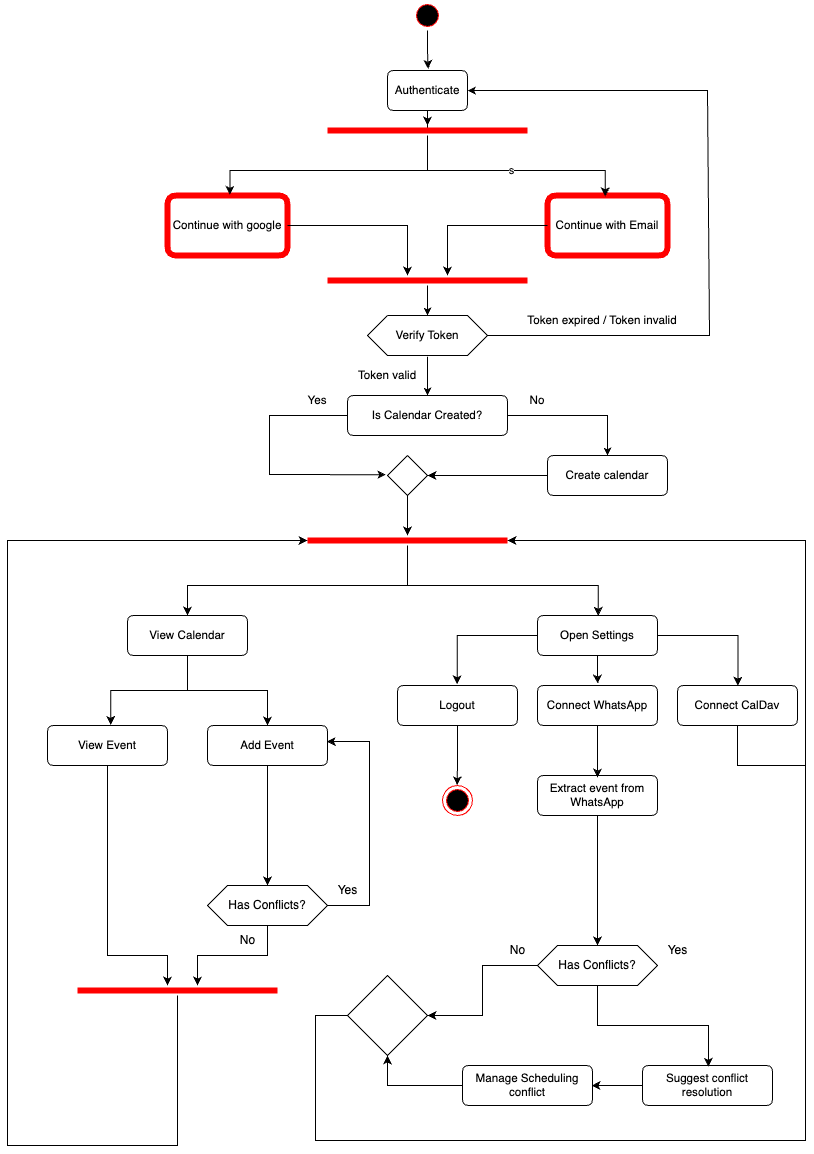 Authenticate
s
Continue with google
Continue with Email
Token expired / Token invalid
Verify Token
Token valid
Yes
No
Is Calendar Created?
Create calendar
View Calendar
Open Settings
Logout
Connect WhatsApp
Connect CalDav
View Event
Add Event
Extract event from
WhatsApp
Yes
Has Conflicts?
No
No
Yes
Has Conflicts?
Manage Scheduling
conflict
Suggest conflict
resolution